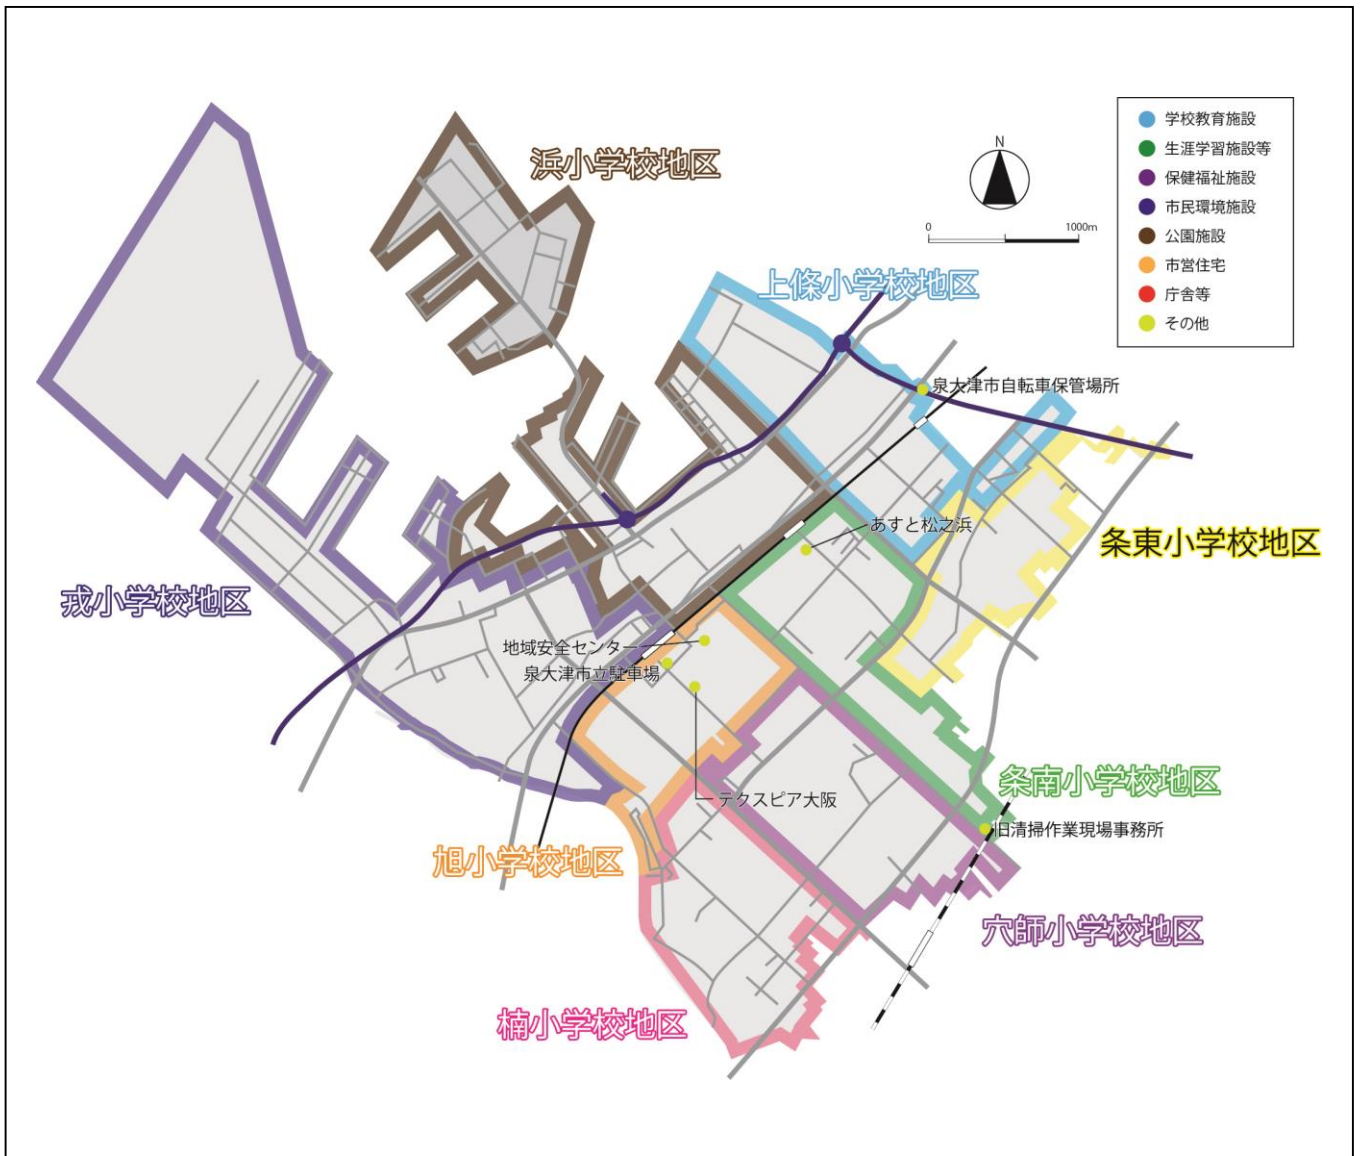 学校教育施設
生涯学習施設等
保健福祉施設
市民環境施設
公園施設
市営住宅
庁舎等
その他
N
0 1000m
浜小学校地区
上條小学校地区
泉大津市自転車保管場所
あすと松之浜
条東小学校地区
戎小学校地区
地域安全センター
泉大津市立駐車場
条南小学校地区
テクスピア大阪
旧清掃作業現場事務所
旭小学校地区
穴師小学校地区
楠小学校地区